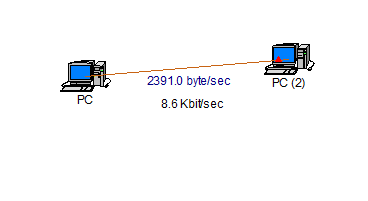 2391.0 byte/sec
PC (2)
PC
8.6 Kbit/sec